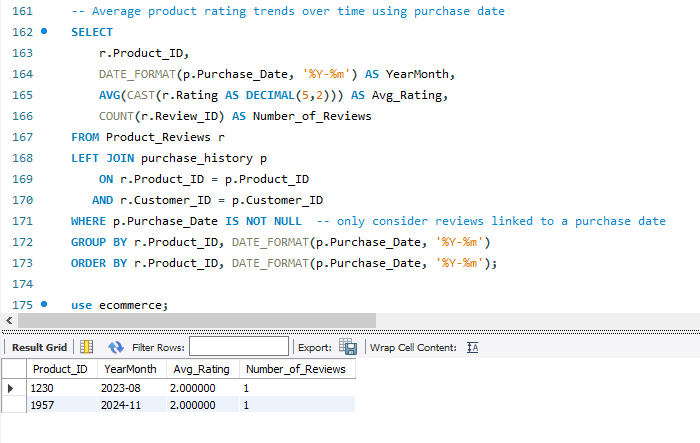 161 -- Average product rating trends over time using purchase date
162 SELECT
163 r.Product_ID,
164 DATE_FORMAT(p.Purchase_Date, '%Y-%m') AS YearMonth,
165 AVG(CAST(r.Rating AS DECIMAL(5,2))) AS Avg_Rating,
166 COUNT(r.Review_ID) AS Number_of_Reviews
167 FROM Product_Reviews r
168 LEFT JOIN purchase_history p
169 ON r.Product_ID = p.Product_ID
170 AND r.Customer_ID = p.Customer_ID
171 WHERE p.Purchase_Date IS NOT NULL -- only consider reviews linked to a purchase date
172 GROUP BY r.Product_ID, DATE_FORMAT(p.Purchase_Date, '%Y-%m')
173 ORDER BY r.Product_ID, DATE_FORMAT(p.Purchase_Date, '%Y-%m');
174
175 use ecommerce;
Result Grid Filter Rows: Export: Wrap Cell Content: IA
Product_ID YearMonth Avg_Rating Number_of_Reviews
1230 2023-08 2.000000 1
1957 2024-11 2.000000 1